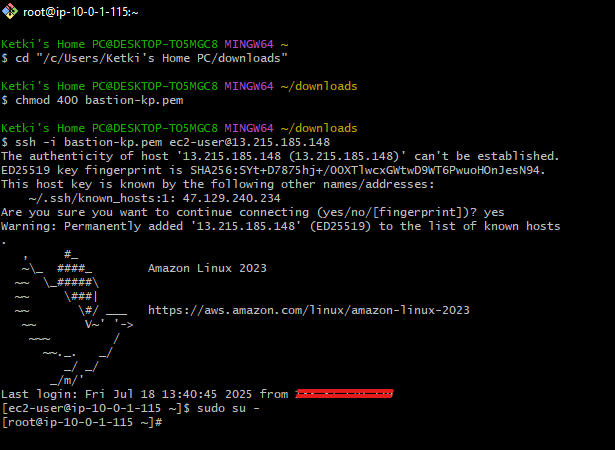 root@ip-10-0-1-115:~
Ketki's Home PC@DESKTOP-TO5MGC8 MINGW64 ~
$ cd "/c/Users/Ketki's Home PC/downloads"
Ketki's Home PC@DESKTOP-TO5MGC8 MINGW64 ~/downloads
$ chmod 400 bastion-kp.pem
Ketki's Home PC@DESKTOP-TO5MGC8 MINGW64 ~/downloads
$ ssh -i bastion-kp.pem ec2-user@13.215.185.148
The authenticity of host '13.215.185.148 (13.215.185.148)' can't be established.
ED25519 key fingerprint is SHA256:SYt+D7875hj+/OOXTlwcxGWtwD9WT6PwuoHOnJesN94.
This host key is known by the following other names/addresses:
    ~/.ssh/known_hosts:1: 47.129.240.234
Are you sure you want to continue connecting (yes/no/[fingerprint])? yes
Warning: Permanently added '13.215.185.148' (ED25519) to the list of known hosts
.
   ,     #_
   ~\_  ####_        Amazon Linux 2023
  ~~  \_#####\
  ~~     \###|
  ~~       \#/ ___   https://aws.amazon.com/linux/amazon-linux-2023
   ~~       V~' '->
    ~~~         /
      ~~._.   _/
         _/ _/
       _/m/'
Last login: Fri Jul 18 13:40:45 2025 from
[ec2-user@ip-10-0-1-115 ~]$ sudo su -
[root@ip-10-0-1-115 ~]#